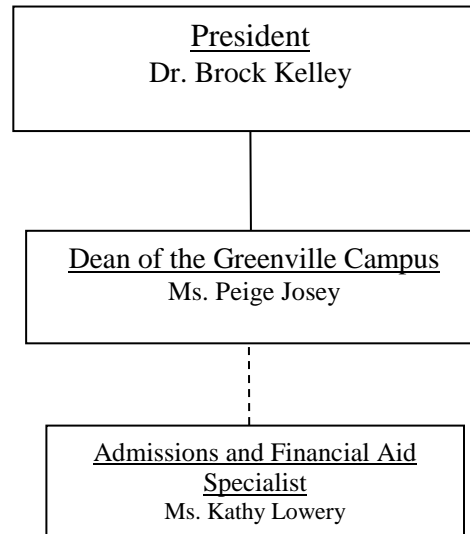 President
Dr. Brock Kelley
Dean of the Greenville Campus
Ms. Peige Josey
Admissions and Financial Aid
Specialist
Ms. Kathy Lowery